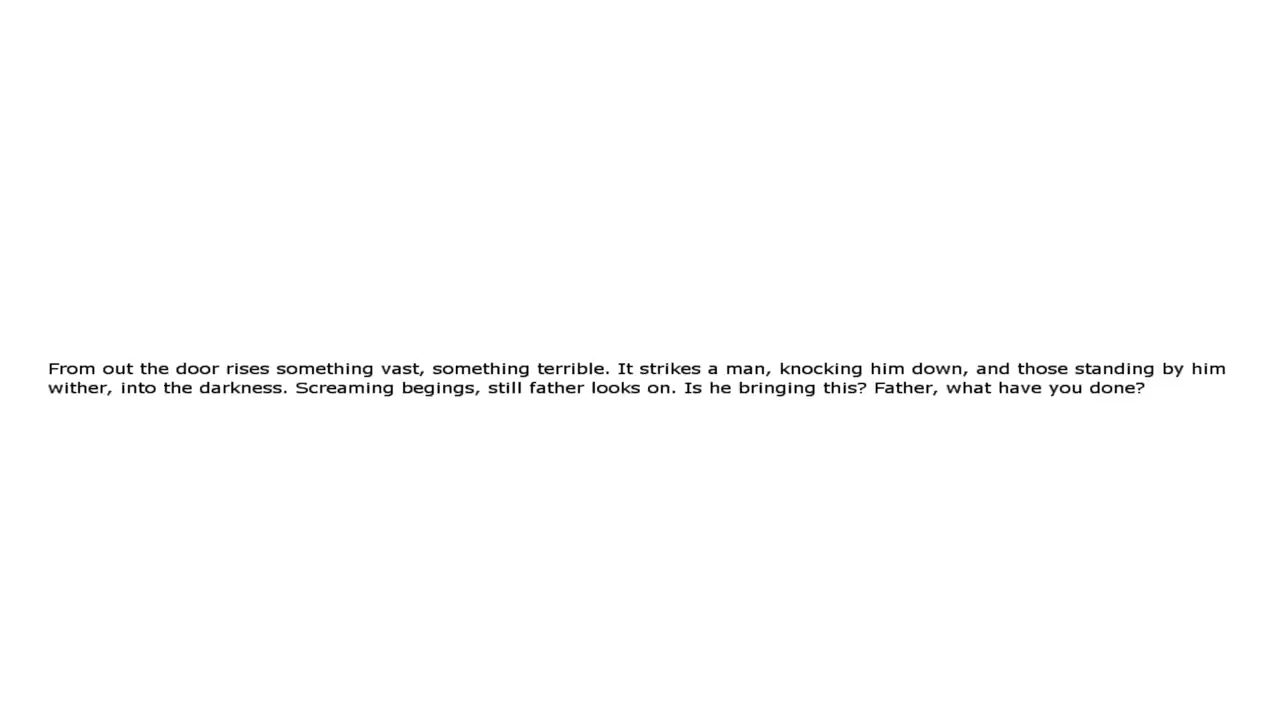 From out the door rises something vast, something terrible. It strikes a man, knocking him down, and those standing by him
wither, into the darkness. Screaming begings, still father looks on. Is he bringing this? Father, what have you done?